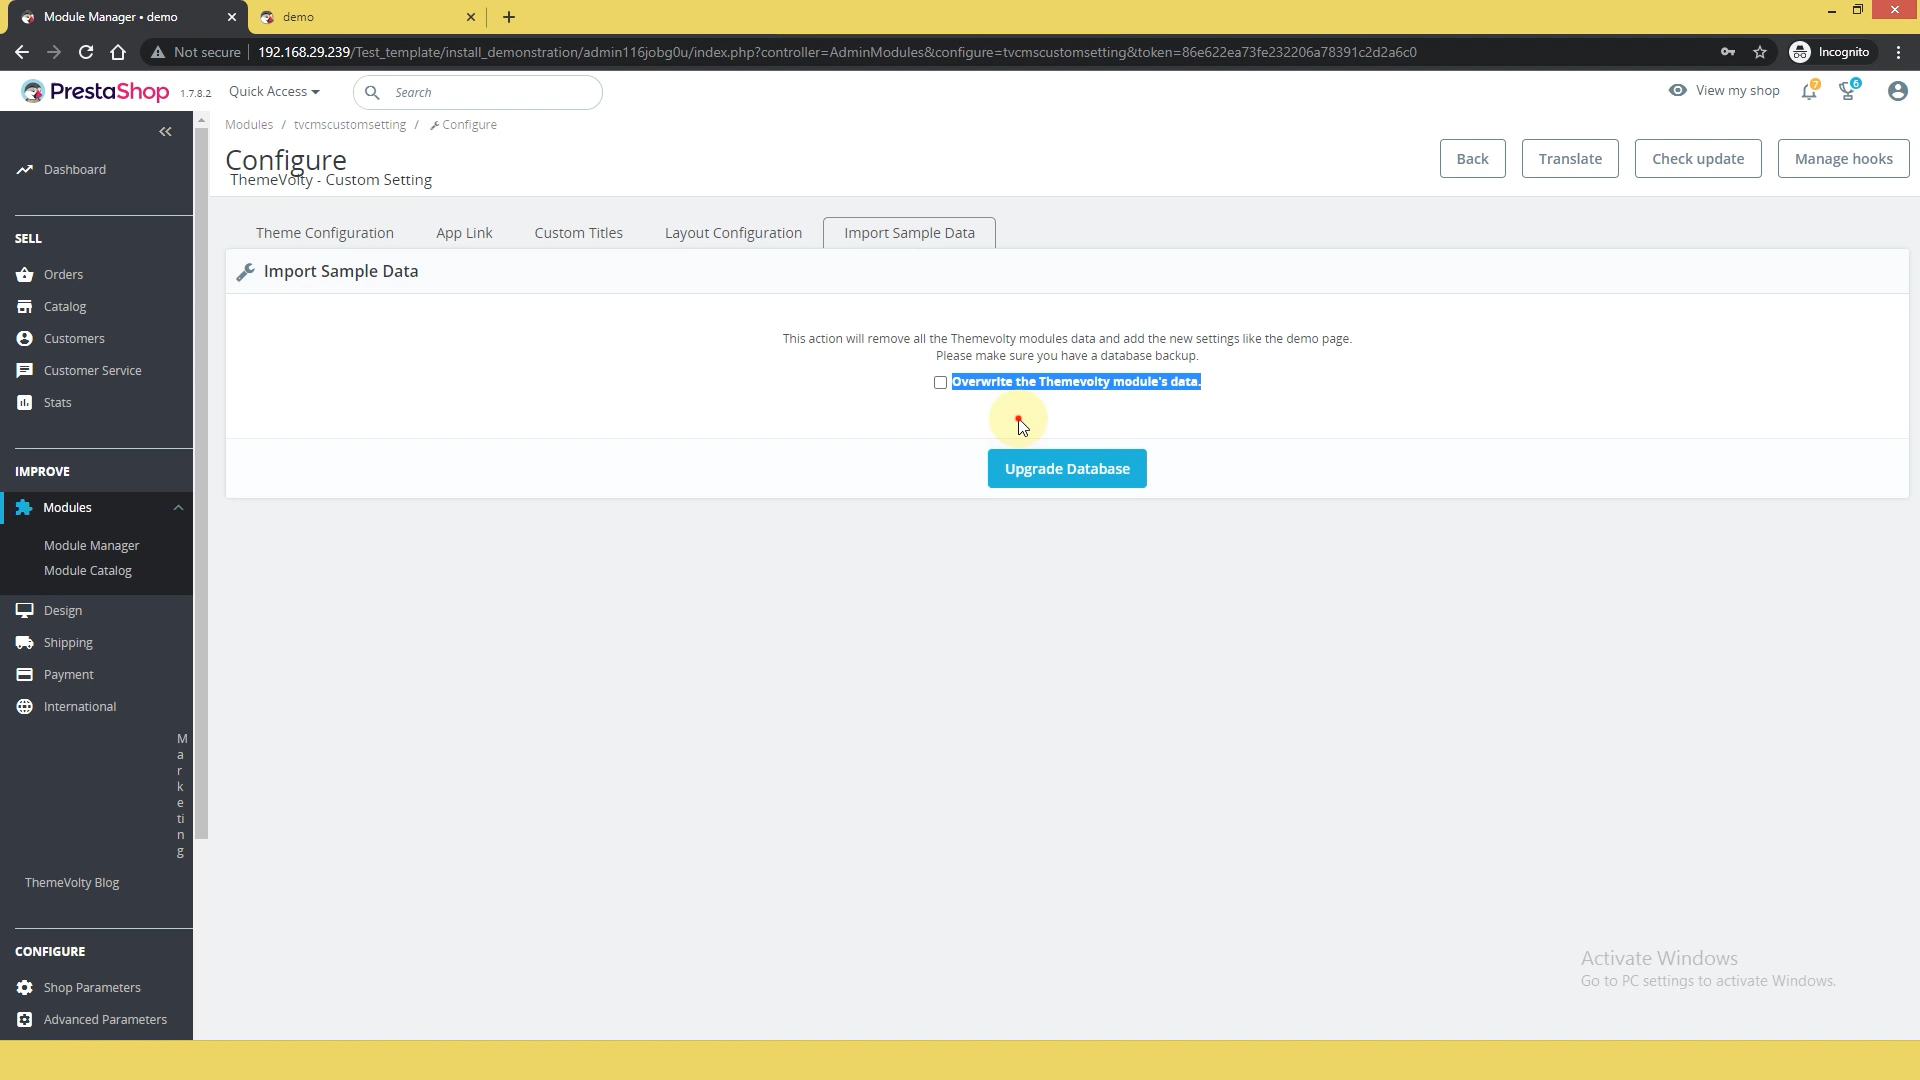 Module Manager • demo
demo
Not secure
192.168.29.239/Test_template/install_demonstration/admin116jobg0u/index.php?controller=AdminModules&configure=tvcmscustomsetting&token=86e622ea73fe232206a78391c2d2a6c0
Incognito
PrestaShop 1.7.8.2
Quick Access
Search
View my shop
7
6
Modules / tvcmscustomsetting / Configure
Configure
ThemeVolty - Custom Setting
Back
Translate
Check update
Manage hooks
Dashboard
SELL
Orders
Catalog
Customers
Customer Service
Stats
IMPROVE
Modules
Module Manager
Module Catalog
Design
Shipping
Payment
International
Marketing
ThemeVolty Blog
CONFIGURE
Shop Parameters
Advanced Parameters
Theme Configuration
App Link
Custom Titles
Layout Configuration
Import Sample Data
Import Sample Data
This action will remove all the Themevolty modules data and add the new settings like the demo page.
Please make sure you have a database backup.
Overwrite the Themevolty module's data.
Upgrade Database
Activate Windows
Go to PC settings to activate Windows.